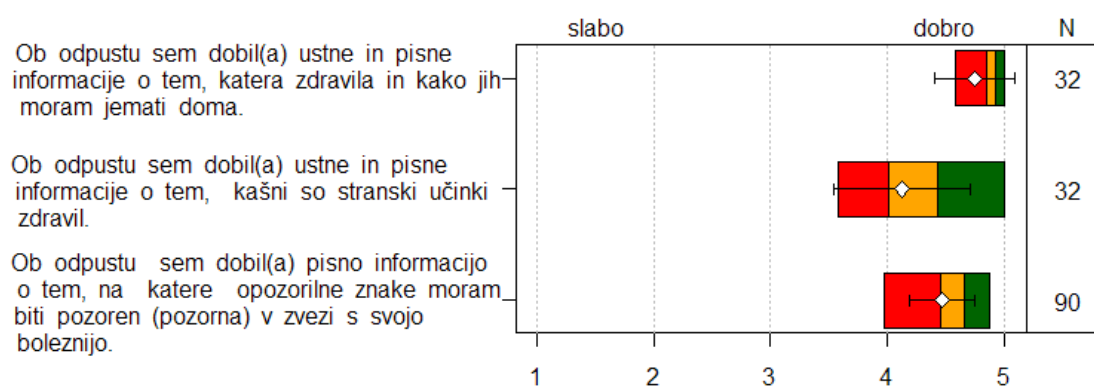 slabo dobro N
Ob odpustu sem dobil(a) ustne in pisne
informacije o tem, katera zdravila in kako jih
moram jemati doma.
32
Ob odpustu sem dobil(a) ustne in pisne
informacije o tem, kašni so stranski učinki
zdravil.
32
Ob odpustu sem dobil(a) pisno informacijo
o tem, na katere opozorilne znake moram
biti pozoren (pozorna) v zvezi s svojo
boleznijo.
90
1 2 3 4 5